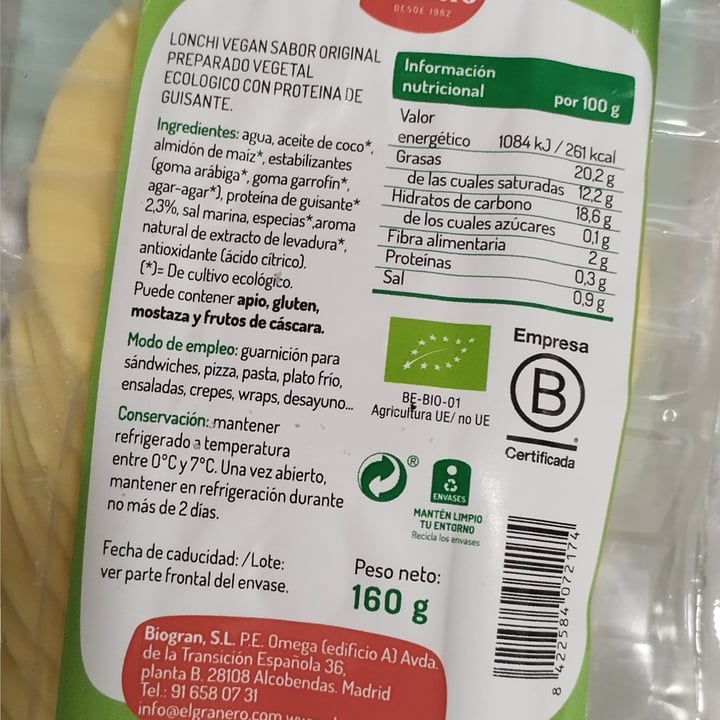 DESDE 1982
LONCHI VEGAN SABOR ORIGINAL
PREPARADO VEGETAL
ECOLOGICO CON PROTEINA DE
GUISANTE.
Ingredientes: agua, aceite de coco*,
almidón de maiz*, estabilizantes
(goma arábiga*, goma garrofín*,
agar-agar*), proteína de guisante*
2,3%, sal marina, especias*,aroma
natural de extracto de levadura*,
antioxidante (ácido cítrico).
(*)= De cultivo ecológico.
Puede contener apio, gluten,
mostaza y frutos de cáscara.
Modo de empleo: guarnición para
sándwiches, pizza, pasta, plato frío,
ensaladas, crepes, wraps, desayuno...
Conservación: mantener
refrigerado a temperatura
entre 0°C y 7°C. Una vez abierto,
mantener en refrigeración durante
no más de 2 días.
Fecha de caducidad: /Lote:
ver parte frontal del envase.
Información
nutricional por 100 g
Valor
energético 1084 kJ / 261 kcal
Grasas 20,2 g
de las cuales saturadas 12,2 g
Hidratos de carbono 18,6 g
de los cuales azúcares 0,1 g
Fibra alimentaria 2 g
Proteínas 0,3 g
Sal 0,9 g
BE-BIO-01
Agricultura UE/ no UE
Empresa
B
Certificada
®
ENVASES
MANTÉN LIMPIO
TU ENTORNO
Recicla los envases
Peso neto:
160 g
8 422584 072174
Biogran, S.L. P.E. Omega (edificio A) Avda.
de la Transición Española 36,
planta B. 28108 Alcobendas. Madrid
Tel.: 91 658 07 31
info@elgranero.com